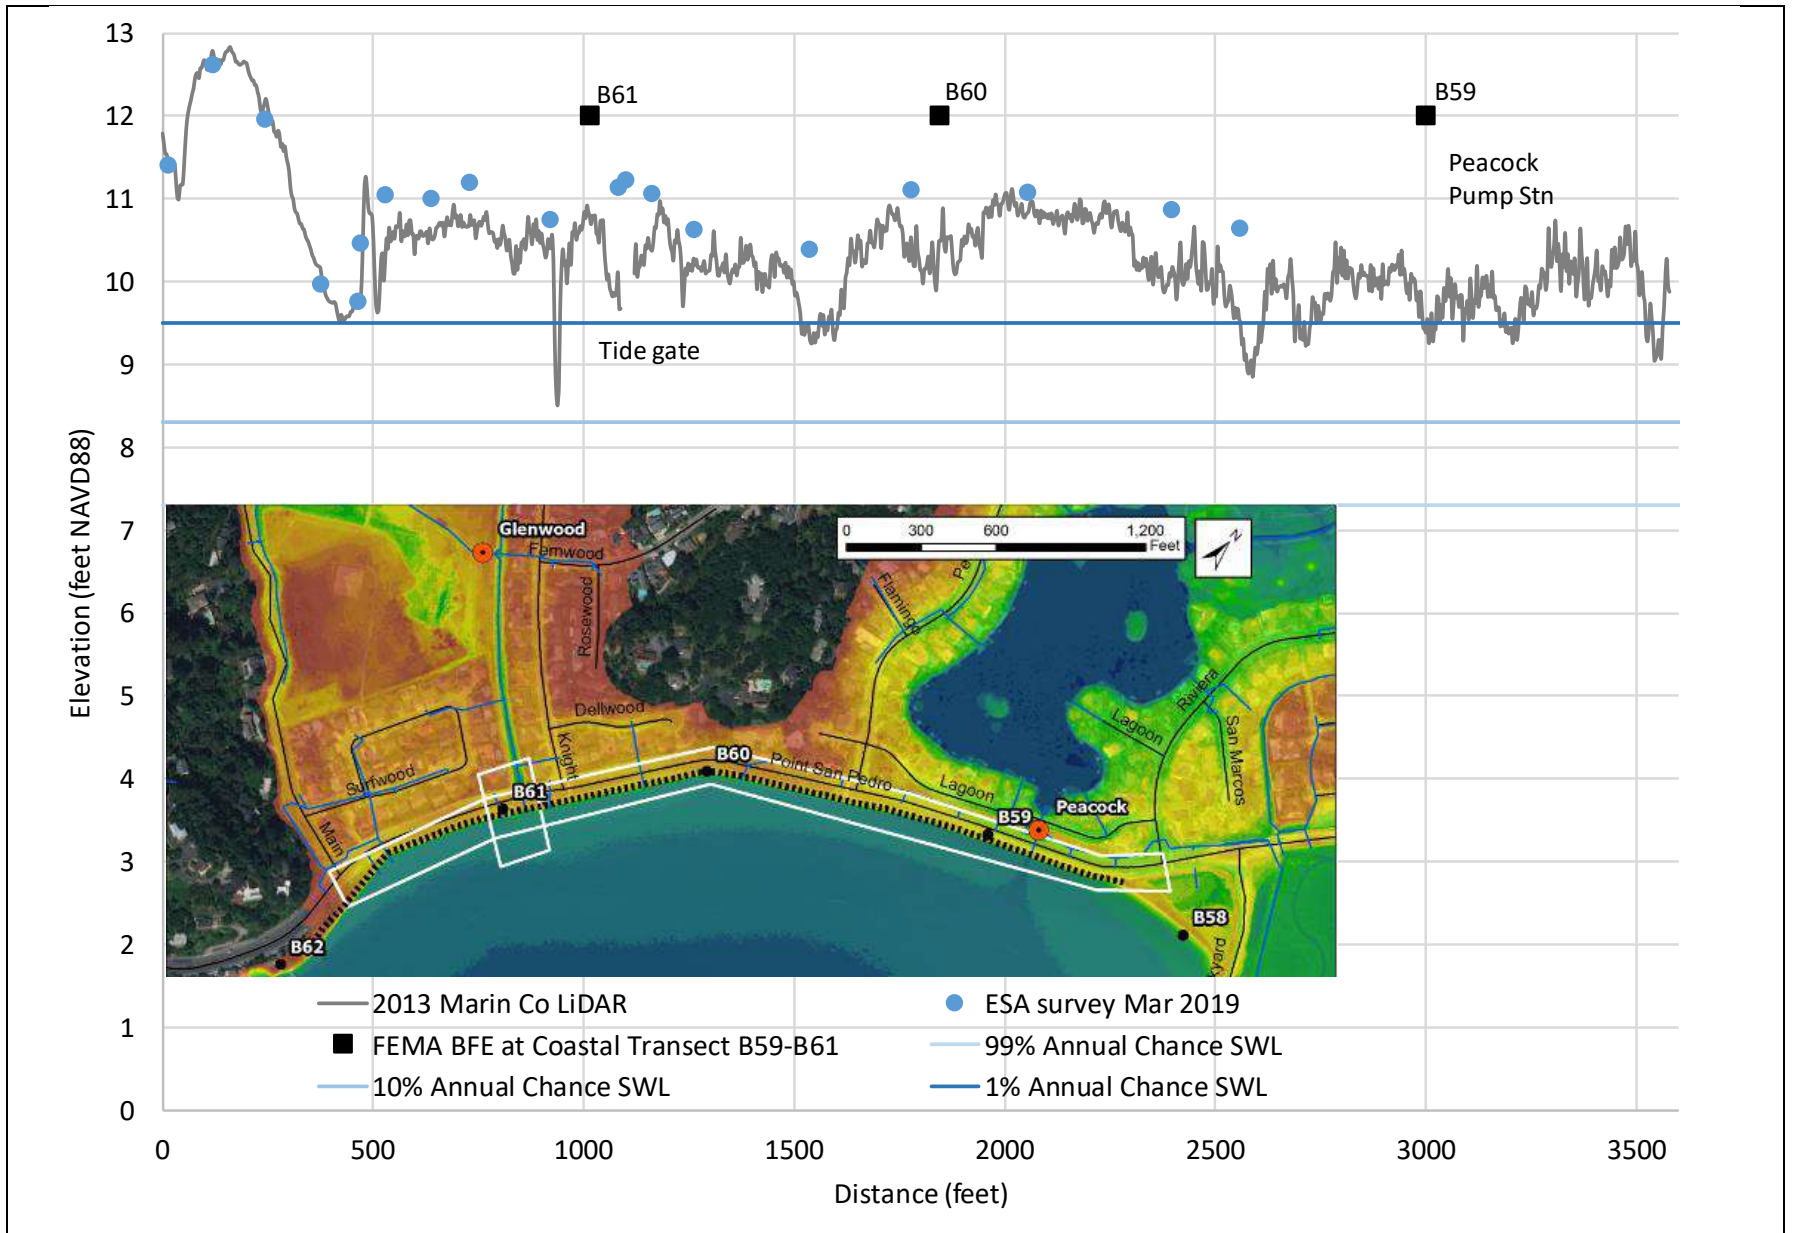 13
12
11
10
9
8
7
6
5
4
3
2
1
0
Elevation (feet NAVD88)
B61
B60
B59
Peacock
Pump Stn
Tide gate
0 300 600 1,200
Feet
N
Glenwood
Fernwood
Rosewood
Flamingo
Pe
Dellwood
Knight
Surfwood
Main
B60
Point San Pedro
Lagoon
Lagoon
Riviera
San Marcos
B61
B59
Peacock
B62
B58
kyard
2013 Marin Co LiDAR
ESA survey Mar 2019
FEMA BFE at Coastal Transect B59-B61
99% Annual Chance SWL
10% Annual Chance SWL
1% Annual Chance SWL
0 500 1000 1500 2000 2500 3000 3500
Distance (feet)